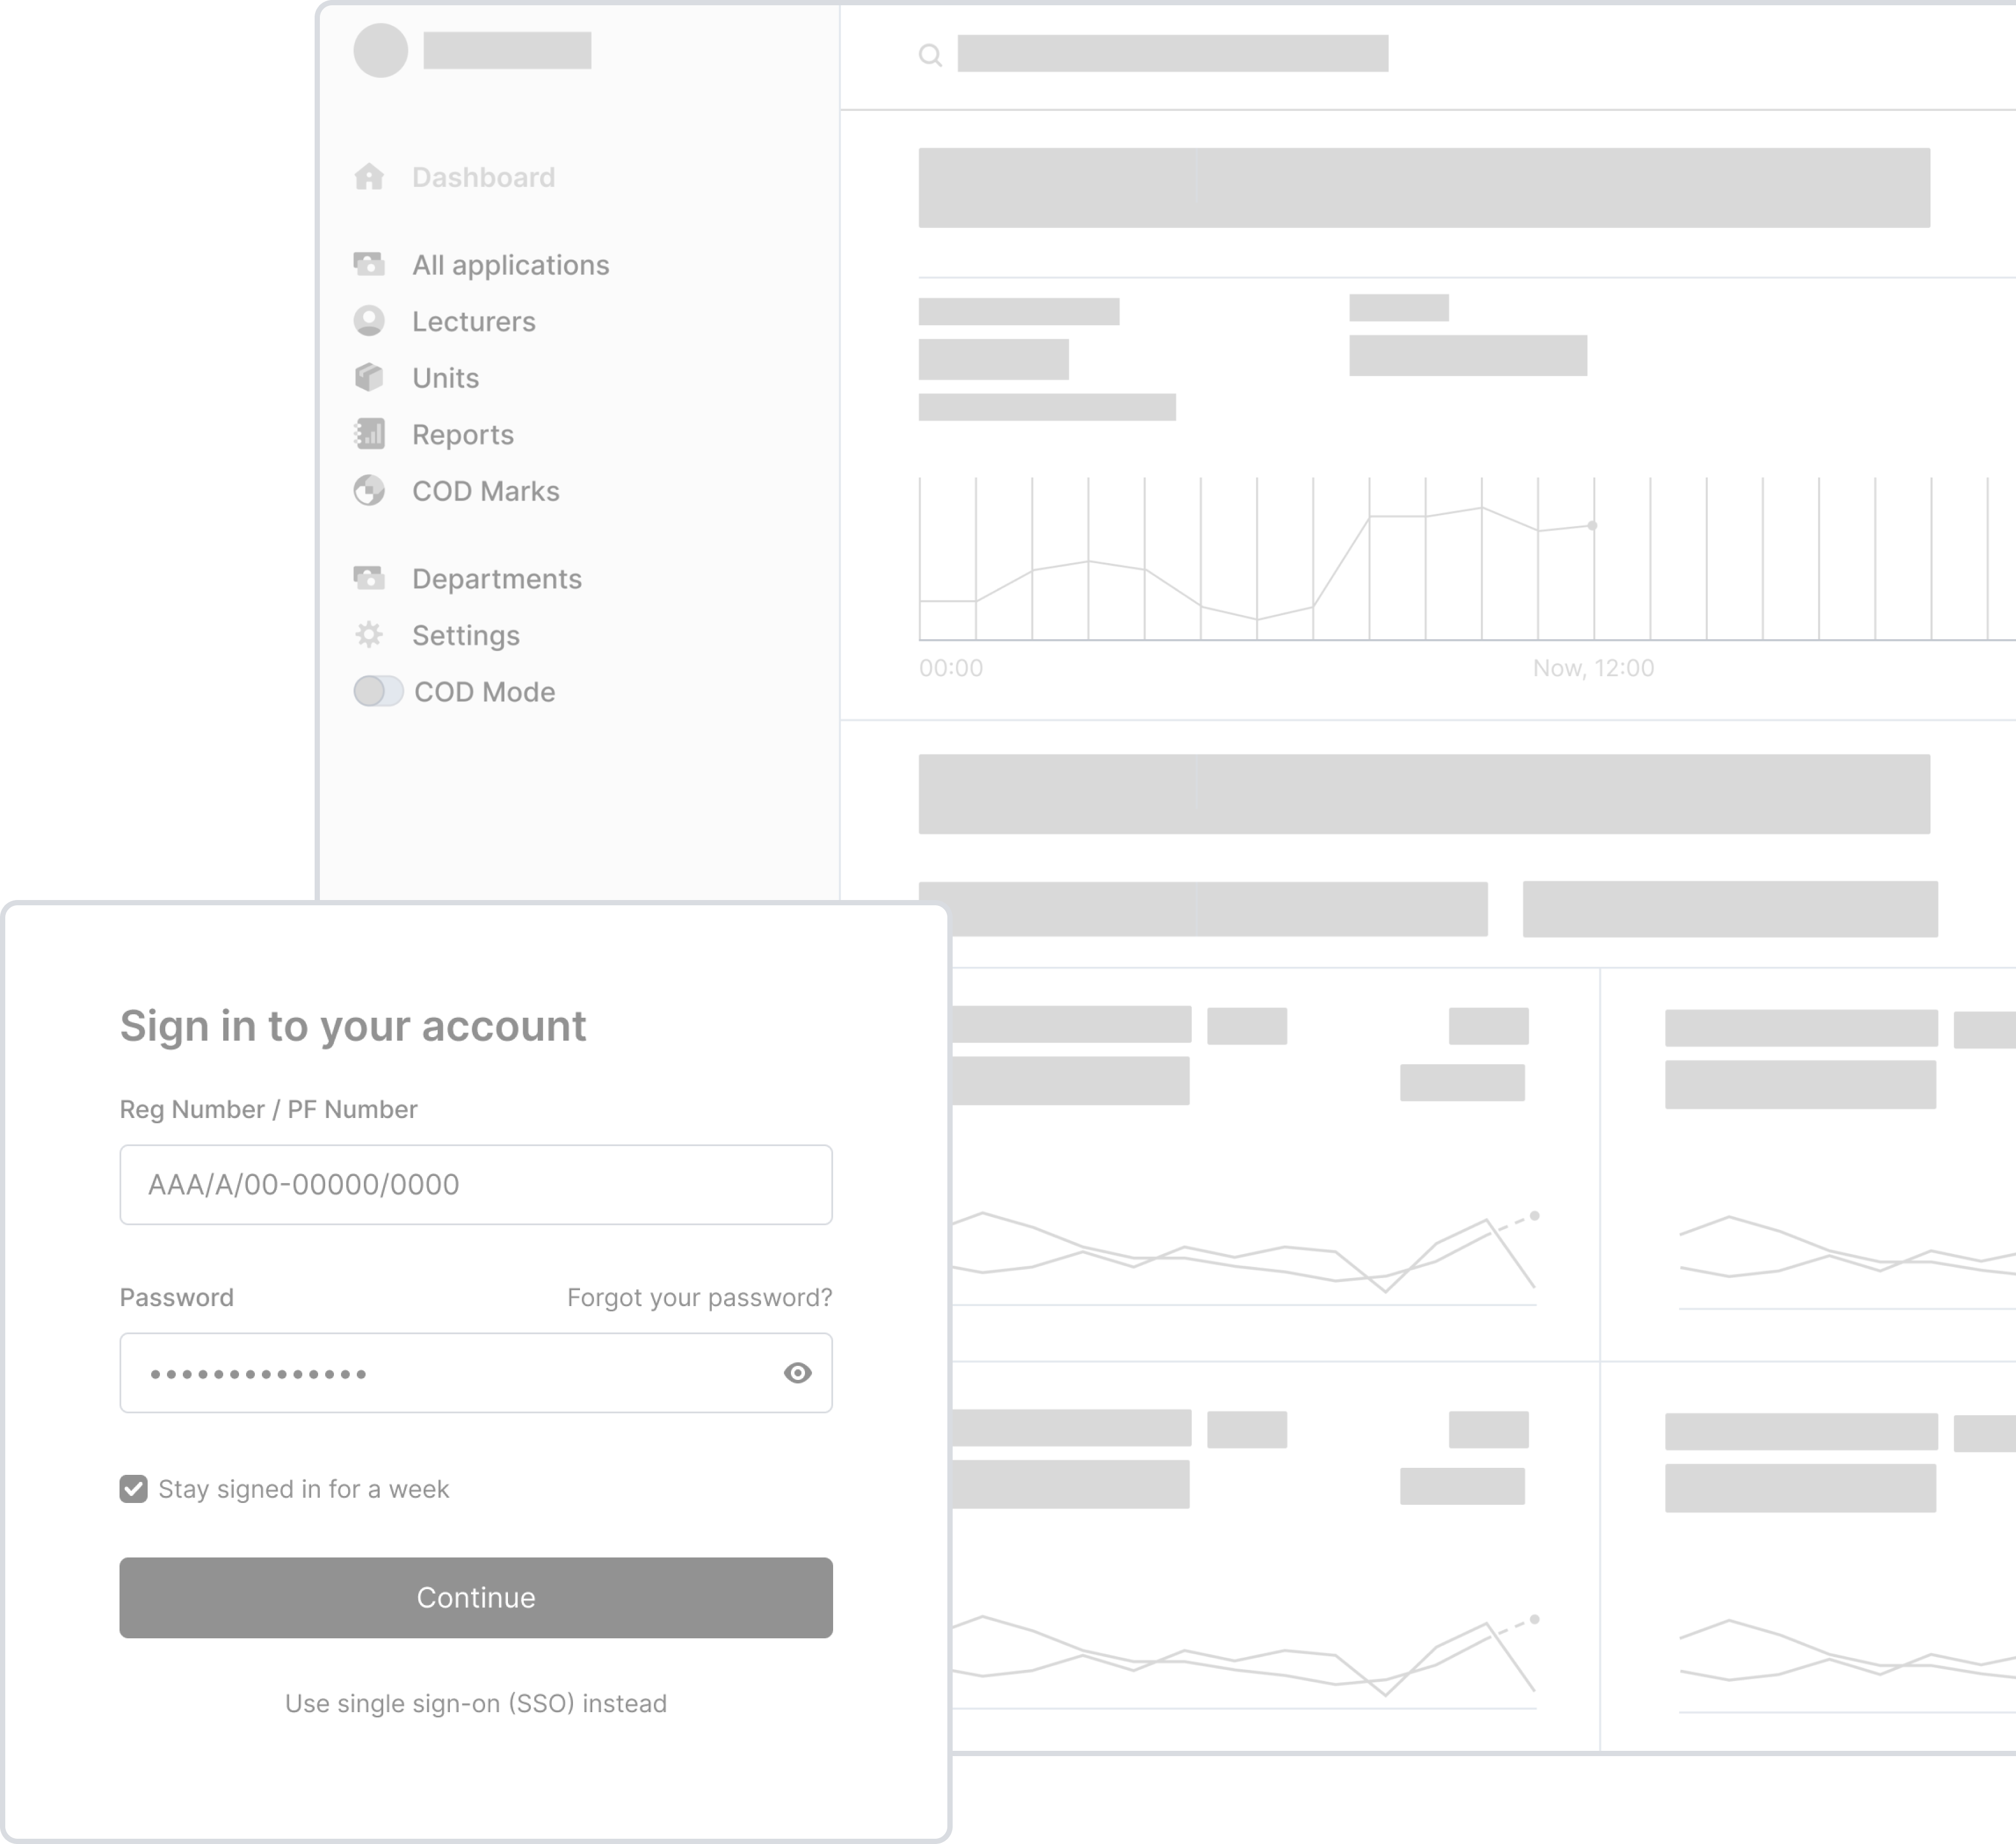 Dashboard
All applications
Lecturers
Units
Reports
COD Marks
Departments
Settings
COD Mode
00:00
Now, 12:00
Sign in to your account
Reg Number / PF Number
AAA/A/00-00000/0000
Password
Forgot your password?
Stay signed in for a week
Continue
Use single sign-on (SSO) instead